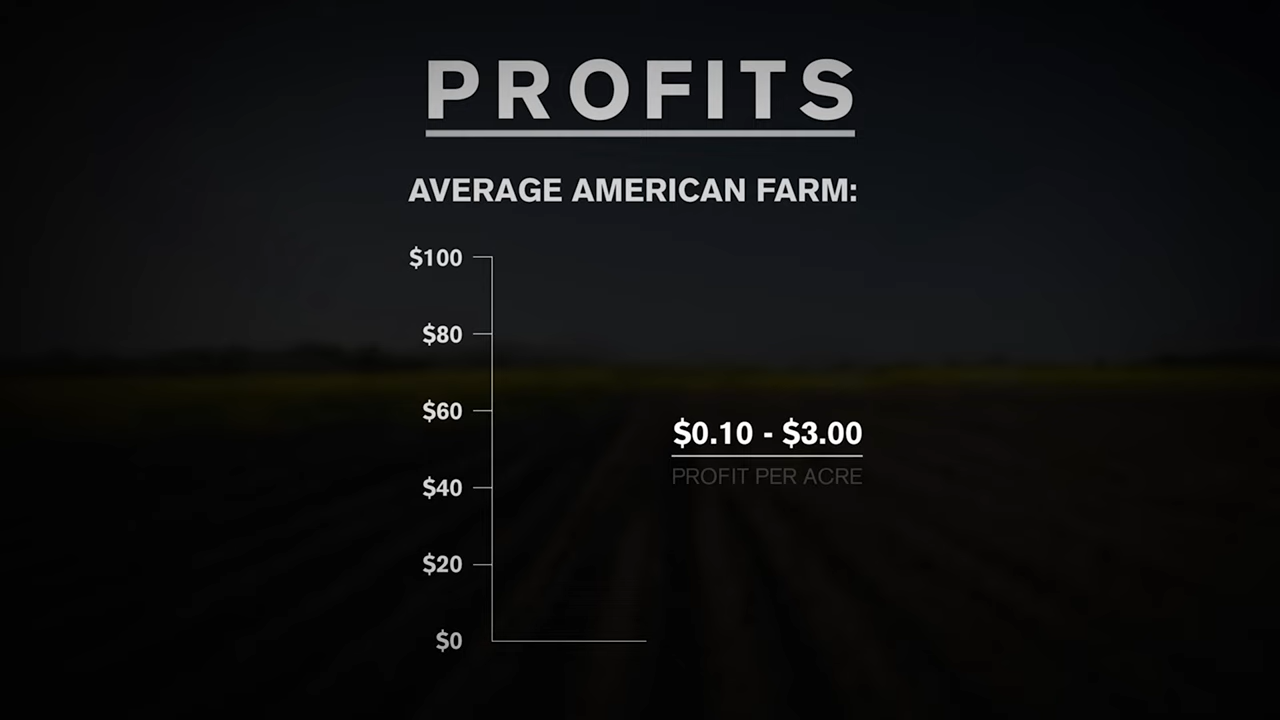 PROFITS
AVERAGE AMERICAN FARM:
$100
$80
$60
$0.10 - $3.00
PROFIT PER ACRE
$40
$20
$0